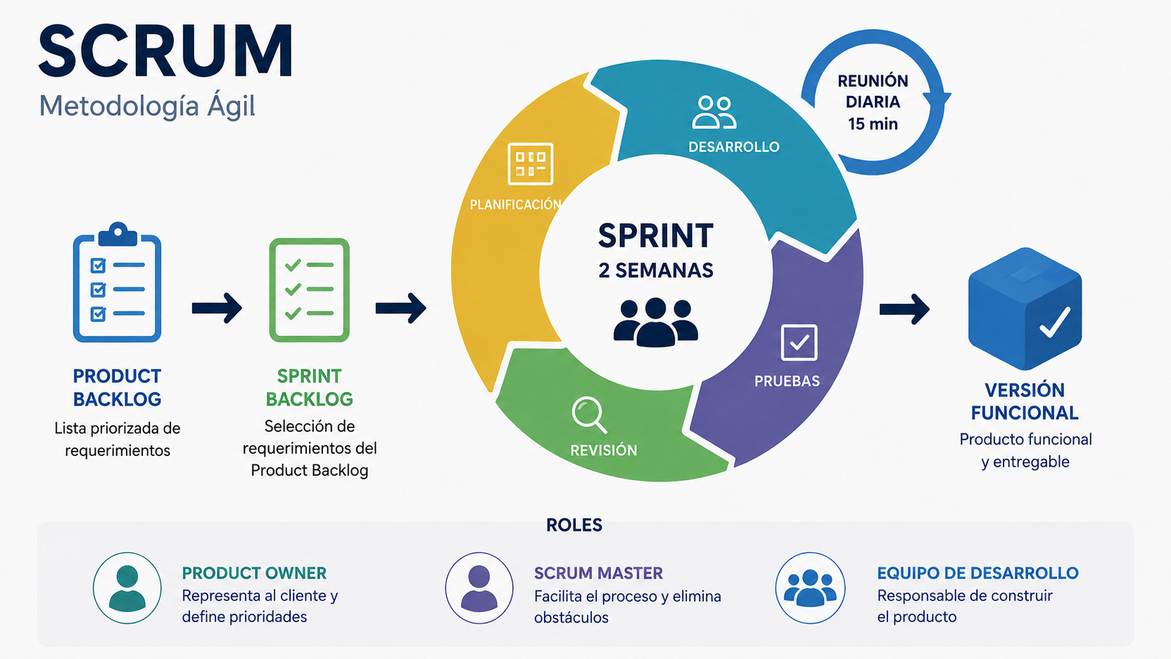 SCRUM
Metodología Ágil
PRODUCT
BACKLOG
Lista priorizada de
requerimientos
SPRINT
BACKLOG
Selección de
requerimientos del
Product Backlog
PLANIFICACIÓN
DESARROLLO
PRUEBAS
REVISIÓN
SPRINT
2 SEMANAS
REUNIÓN
DIARIA
15 min
VERSIÓN
FUNCIONAL
Producto funcional
y entregable
ROLES
PRODUCT OWNER
Representa al cliente y
define prioridades
SCRUM MASTER
Facilita el proceso y elimina
obstáculos
EQUIPO DE DESARROLLO
Responsable de construir
el producto